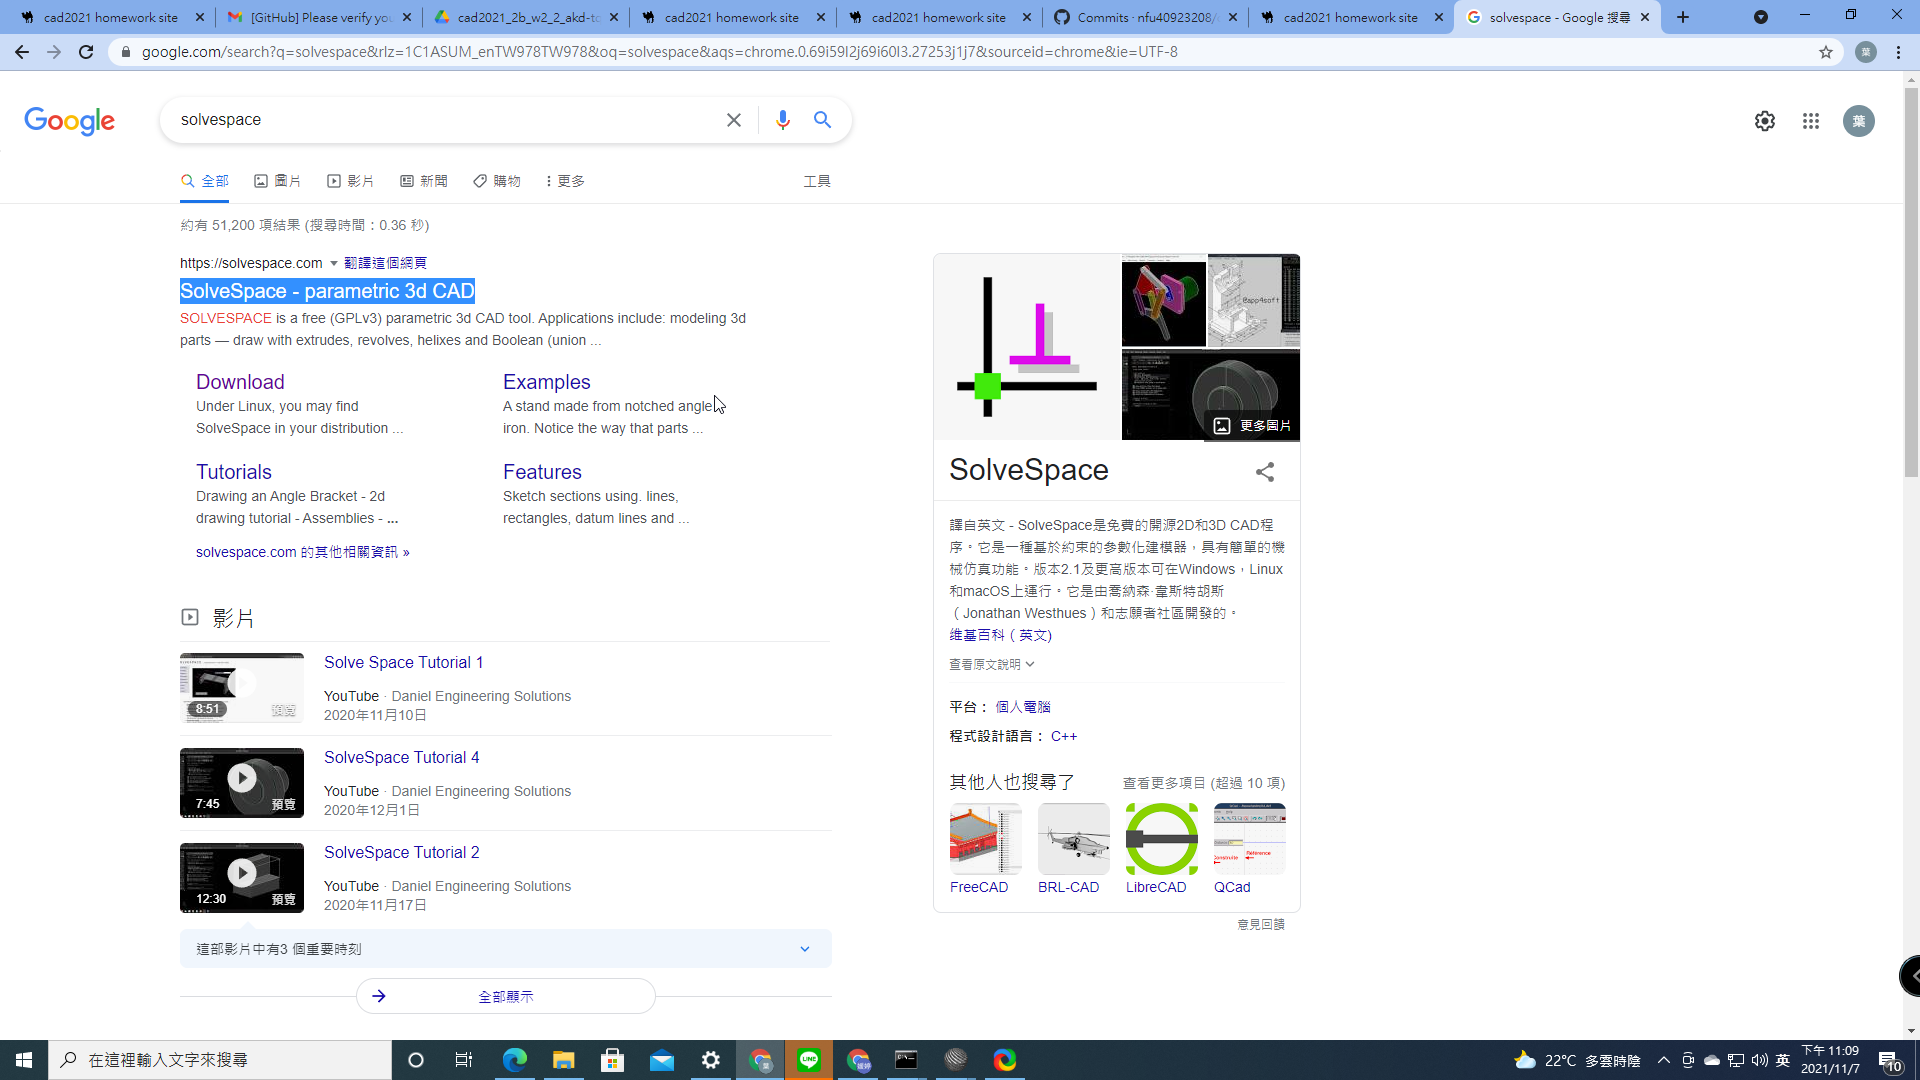 cad2021 homework site
[GitHub] Please verify you
cad2021_2b_w2_2_akd-to
cad2021 homework site
cad2021 homework site
Commits · nfu40923208/
cad2021 homework site
solvespace - Google 搜尋
google.com/search?q=solvespace&rlz=1C1ASUM_enTW978TW978&oq=solvespace&aqs=chrome.0.69i59l2j69i60l3.27253j1j7&sourceid=chrome&ie=UTF-8
葉
Google
solvespace
葉
全部
圖片
影片
新聞
購物
更多
工具
約有 51,200 項結果 (搜尋時間：0.36 秒)
https://solvespace.com
翻譯這個網頁
SolveSpace - parametric 3d CAD
SOLVESPACE is a free (GPLv3) parametric 3d CAD tool. Applications include: modeling 3d
parts — draw with extrudes, revolves, helixes and Boolean (union ...
Download
Under Linux, you may find
SolveSpace in your distribution ...
Examples
A stand made from notched angle
iron. Notice the way that parts ...
Tutorials
Drawing an Angle Bracket - 2d
drawing tutorial - Assemblies - ...
Features
Sketch sections using. lines,
rectangles, datum lines and ...
solvespace.com 的其他相關資訊 »
影片
8:51
預覽
Solve Space Tutorial 1
YouTube · Daniel Engineering Solutions
2020年11月10日
7:45
預覽
SolveSpace Tutorial 4
YouTube · Daniel Engineering Solutions
2020年12月1日
12:30
預覽
SolveSpace Tutorial 2
YouTube · Daniel Engineering Solutions
2020年11月17日
這部影片中有3 個重要時刻
全部顯示
@app4soft
更多圖片
SolveSpace
譯自英文 - SolveSpace是免費的開源2D和3D CAD程
序。它是一種基於約束的參數化建模器，具有簡單的機
械仿真功能。版本2.1及更高版本可在Windows，Linux
和macOS上運行。它是由喬納森·韋斯特胡斯
（Jonathan Westhues）和志願者社區開發的。
维基百科 ( 英文)
查看原文說明
平台： 個人電腦
程式設計語言： C++
其他人也搜尋了
查看更多項目 (超過 10 項)
FreeCAD
BRL-CAD
LibreCAD
QCad
意見回饋
在這裡輸入文字來搜尋
22°C 多雲時陰
英
下午 11:09
2021/11/7
10